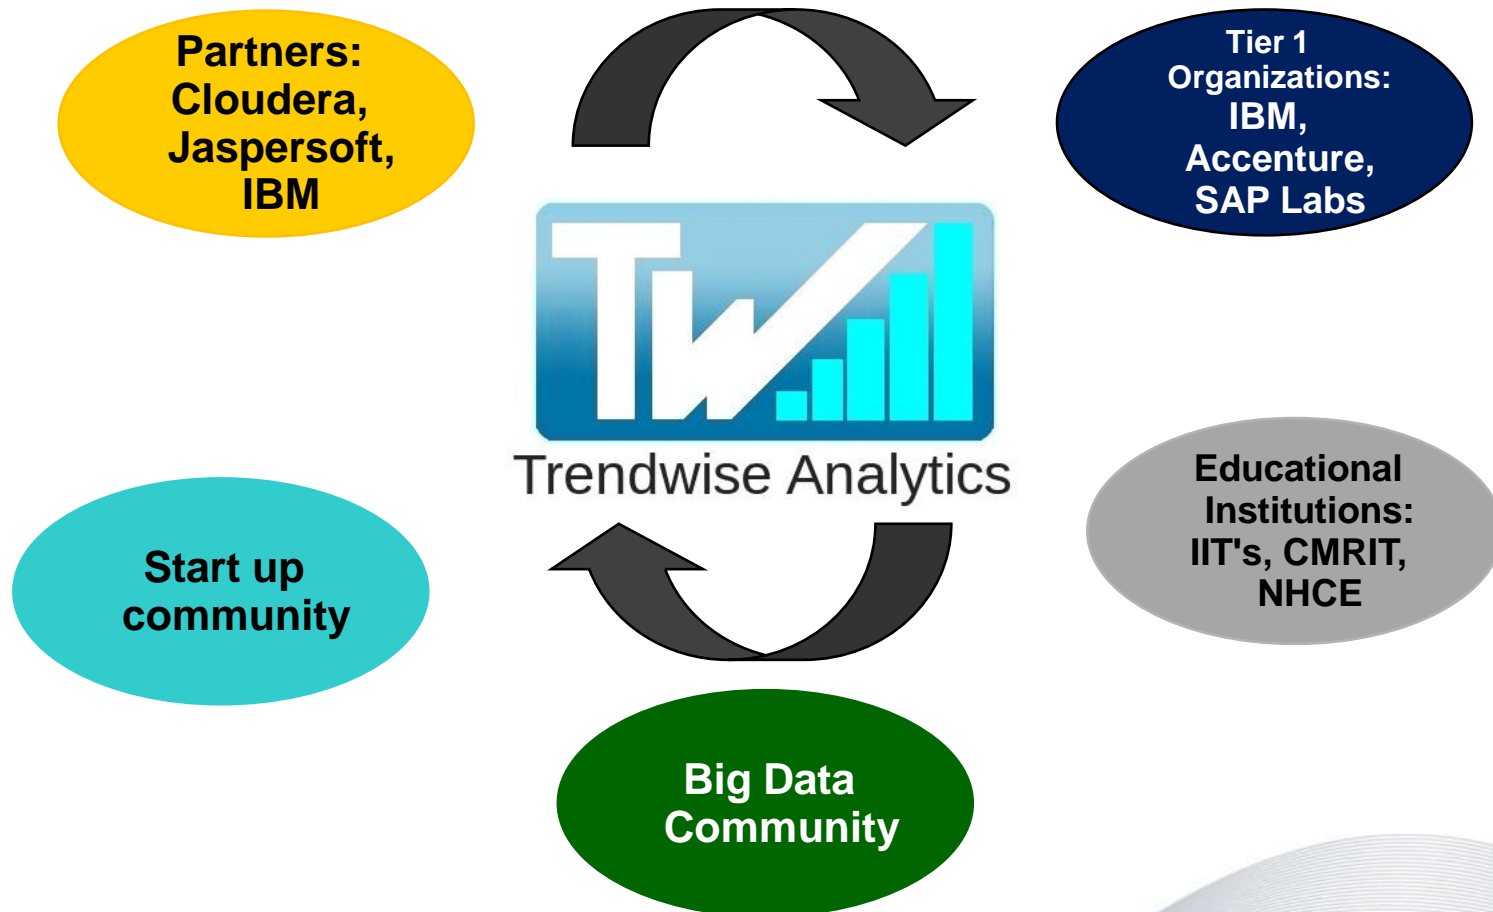 Partners:
Cloudera,
Jaspersoft,
IBM
Tier 1
Organizations:
IBM,
Accenture,
SAP Labs
TW
Trendwise Analytics
Educational
Institutions:
IIT's, CMRIT,
NHCE
Start up
community
Big Data
Community